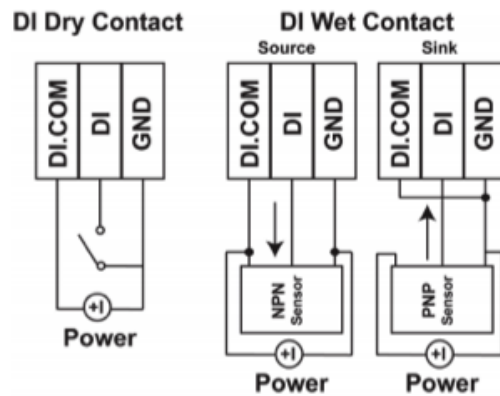 DI Dry Contact
DI.COM
DI
GND
+I
Power
DI Wet Contact
Source
DI.COM
DI
GND
NPN
Sensor
+I
Power
Sink
DI.COM
DI
GND
PNP
Sensor
+I
Power